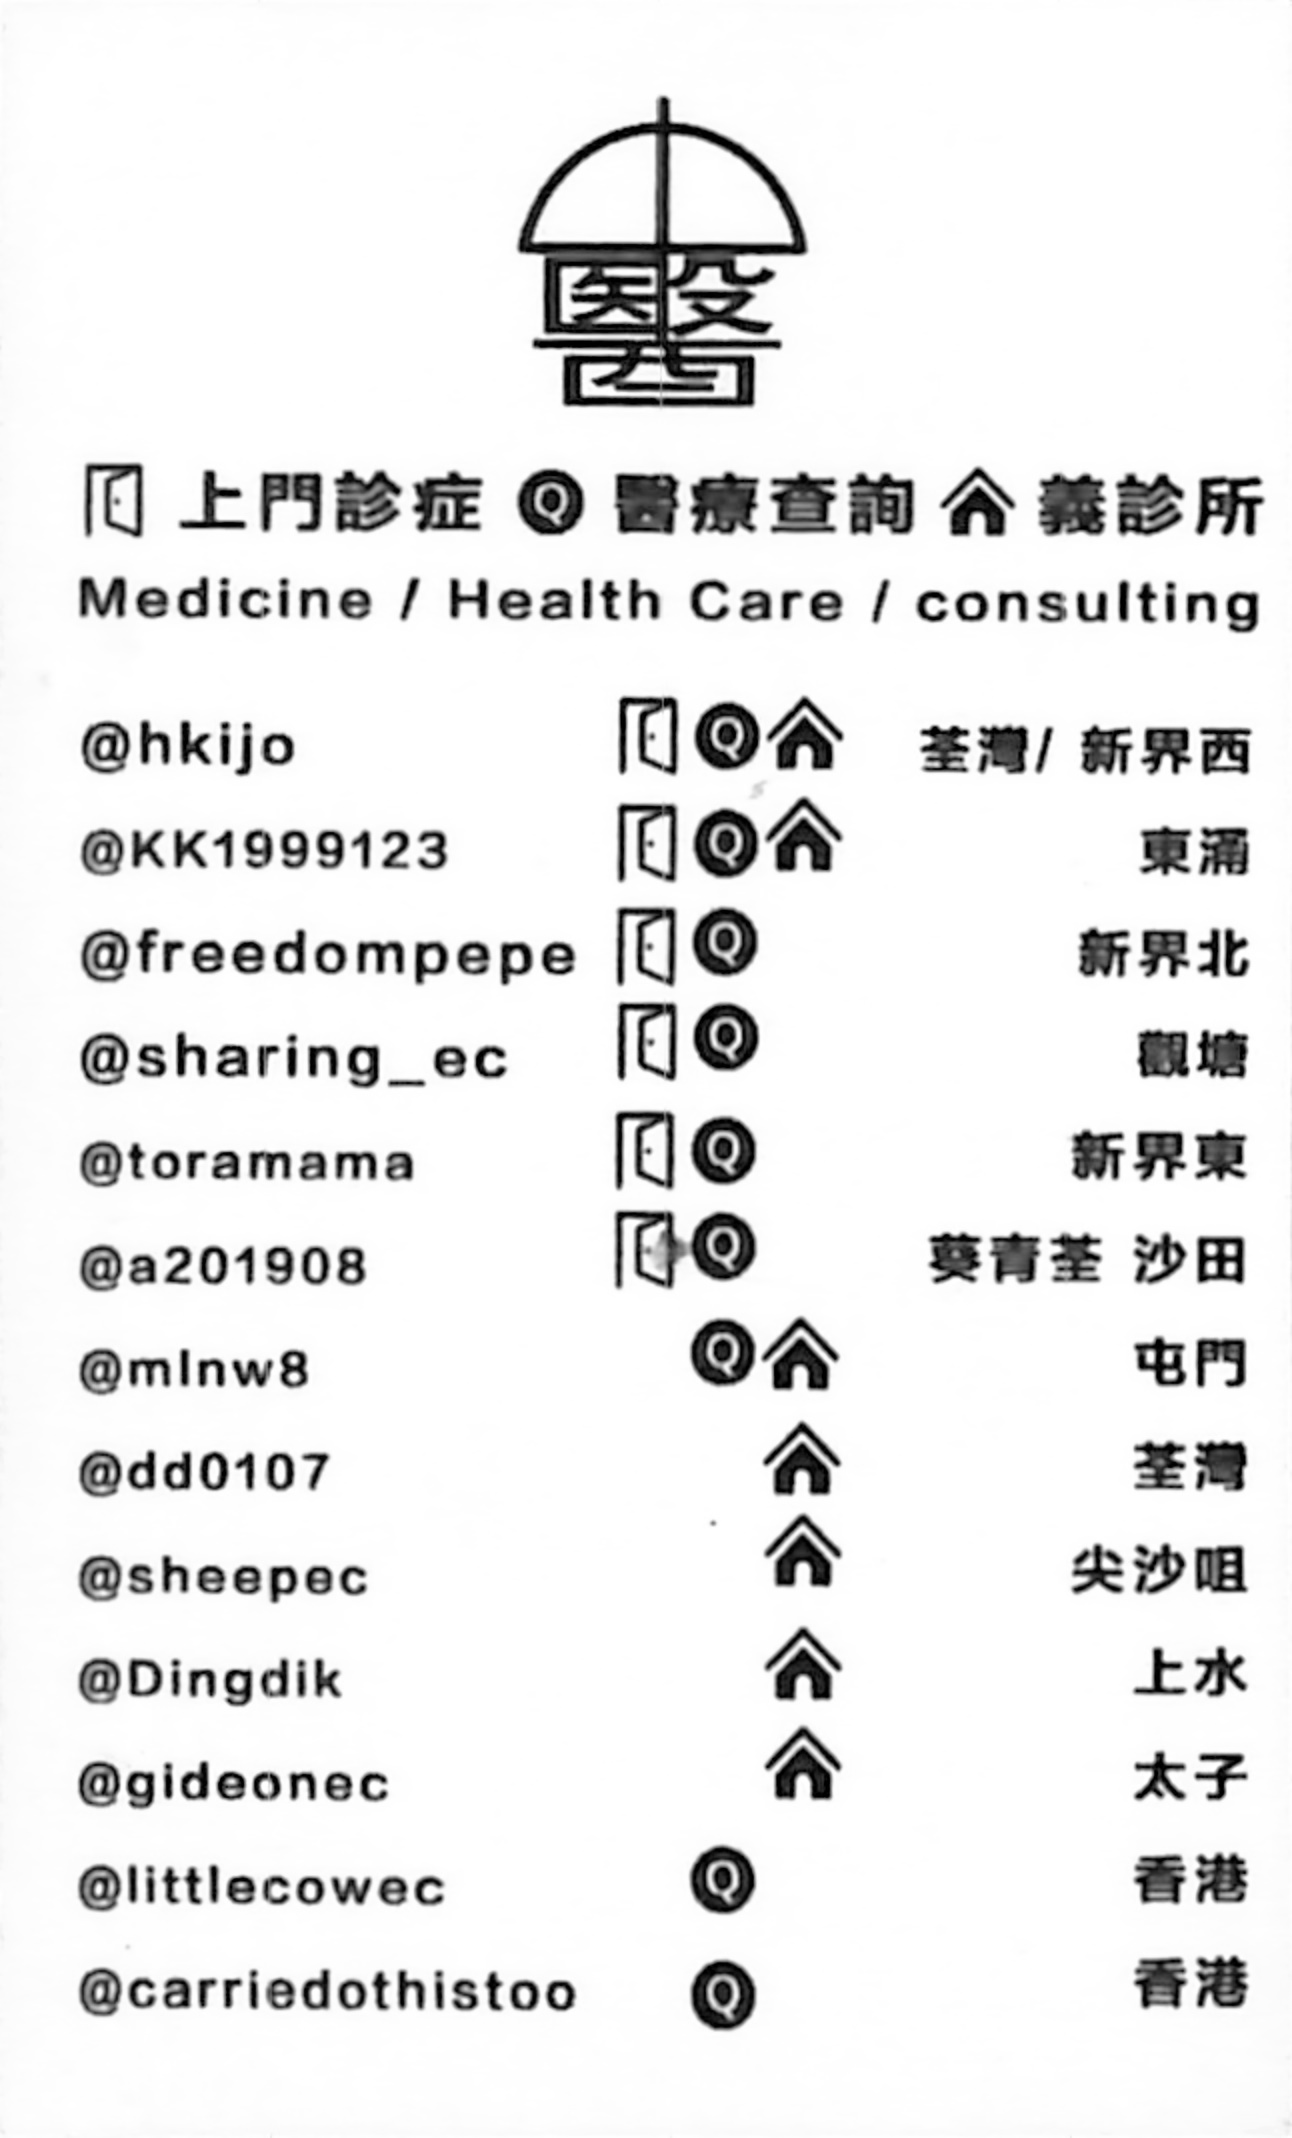 醫
上門診症 Q 醫療查詢 義診所
Medicine / Health Care / consulting
@hkijo Q 荃灣/ 新界西
@KK1999123 Q 東涌
@freedompepe Q 新界北
@sharing_ec Q 觀塘
@toramama Q 新界東
@a201908 Q 葵青荃 沙田
@mlnw8 Q 屯門
@dd0107 荃灣
@sheepec 尖沙咀
@Dingdik 上水
@gideonec 太子
@littlecowec Q 香港
@carriedothistoo Q 香港